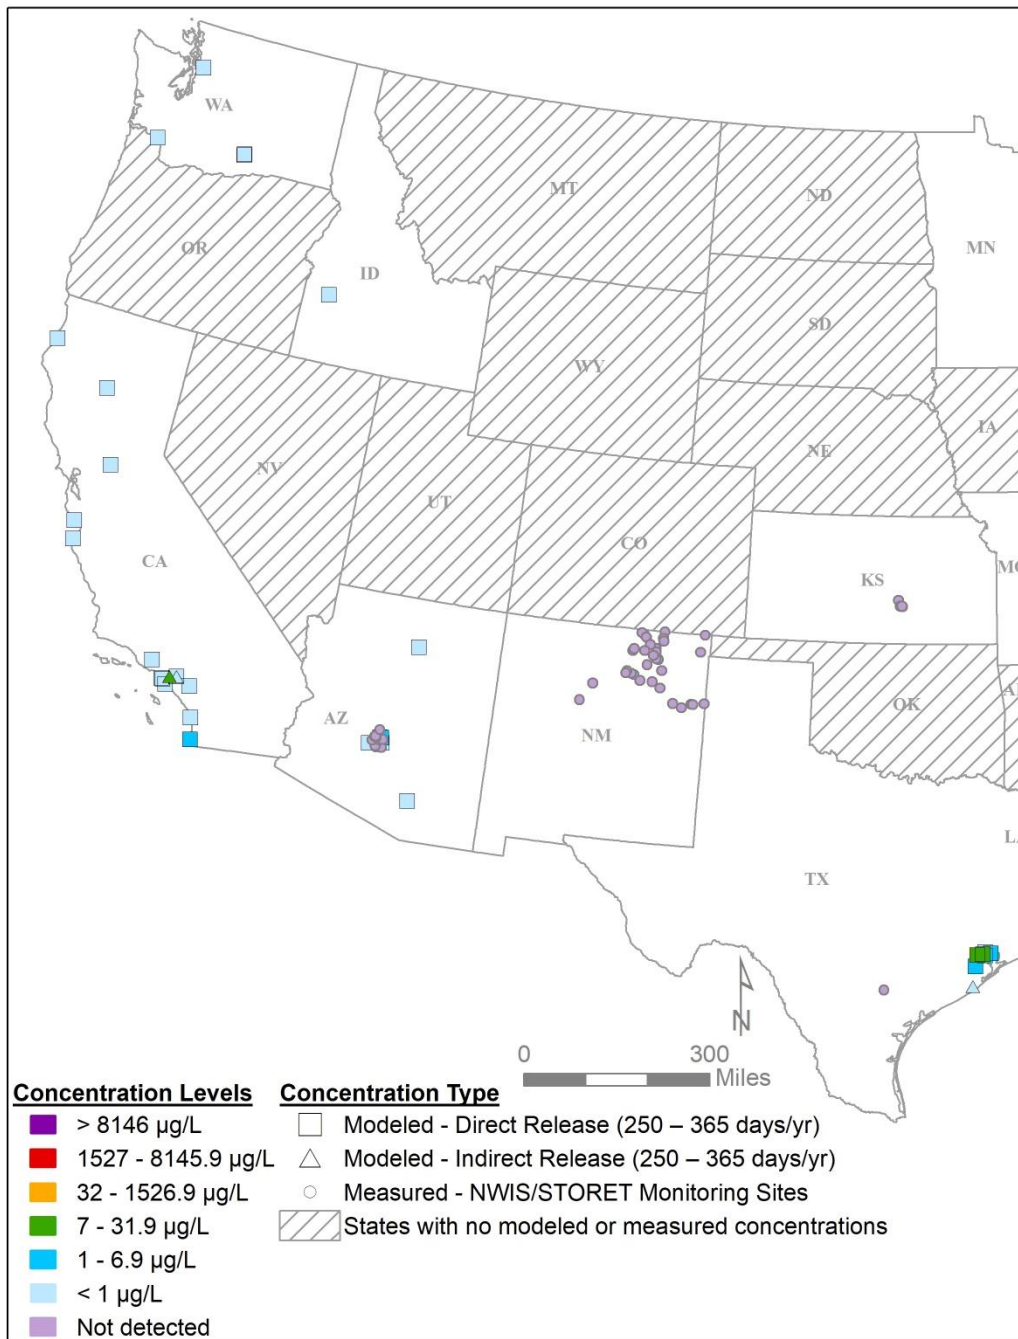 WA
MT
ND
MN
OR
ID
SD
WY
IA
NE
NV
UT
CO
CA
KS
MO
AZ
NM
OK
TX
N
0 300
Miles
Concentration Levels
> 8146 µg/L
1527 - 8145.9 µg/L
32 - 1526.9 µg/L
7 - 31.9 µg/L
1 - 6.9 µg/L
< 1 µg/L
Not detected
Concentration Type
Modeled - Direct Release (250 – 365 days/yr)
Modeled - Indirect Release (250 – 365 days/yr)
Measured - NWIS/STORET Monitoring Sites
States with no modeled or measured concentrations